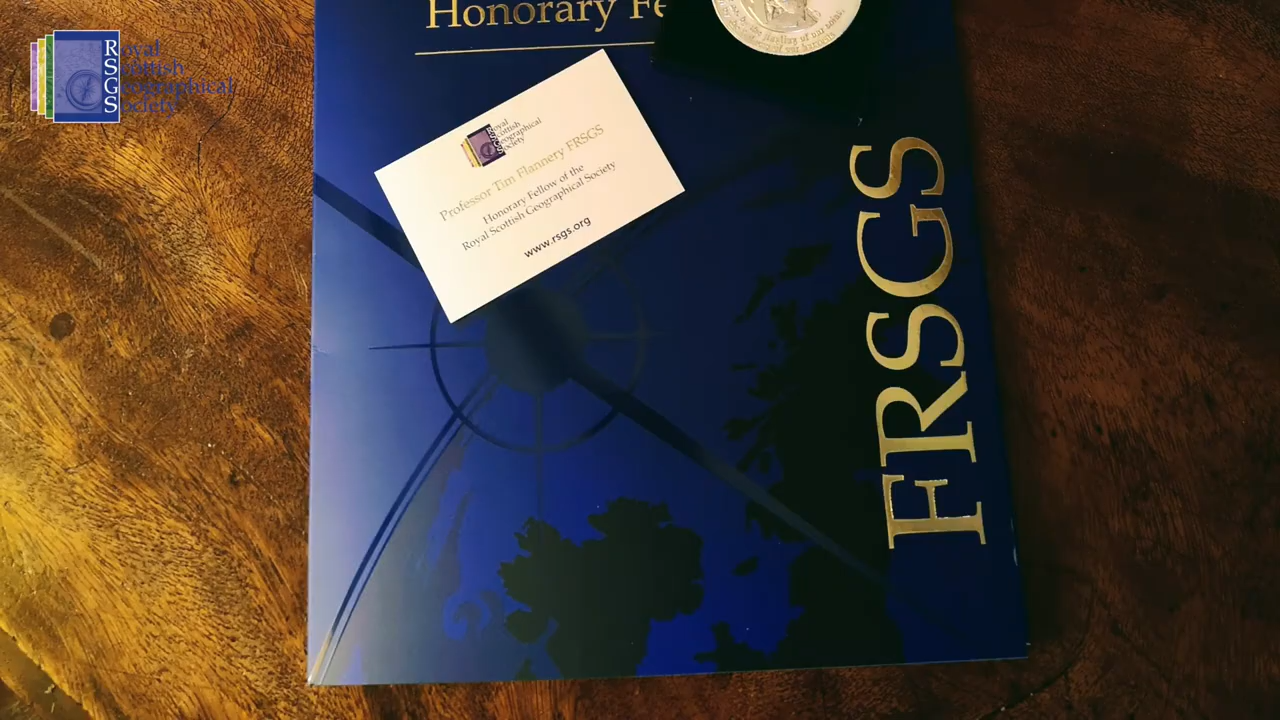 Honorary Fe
Royal
Scottish
Geographical
Society
Royal
Scottish
Geographical
Society
Professor Tim Flannery FRSGS
Honorary Fellow of the
Royal Scottish Geographical Society
www.rsgs.org
FRSGS